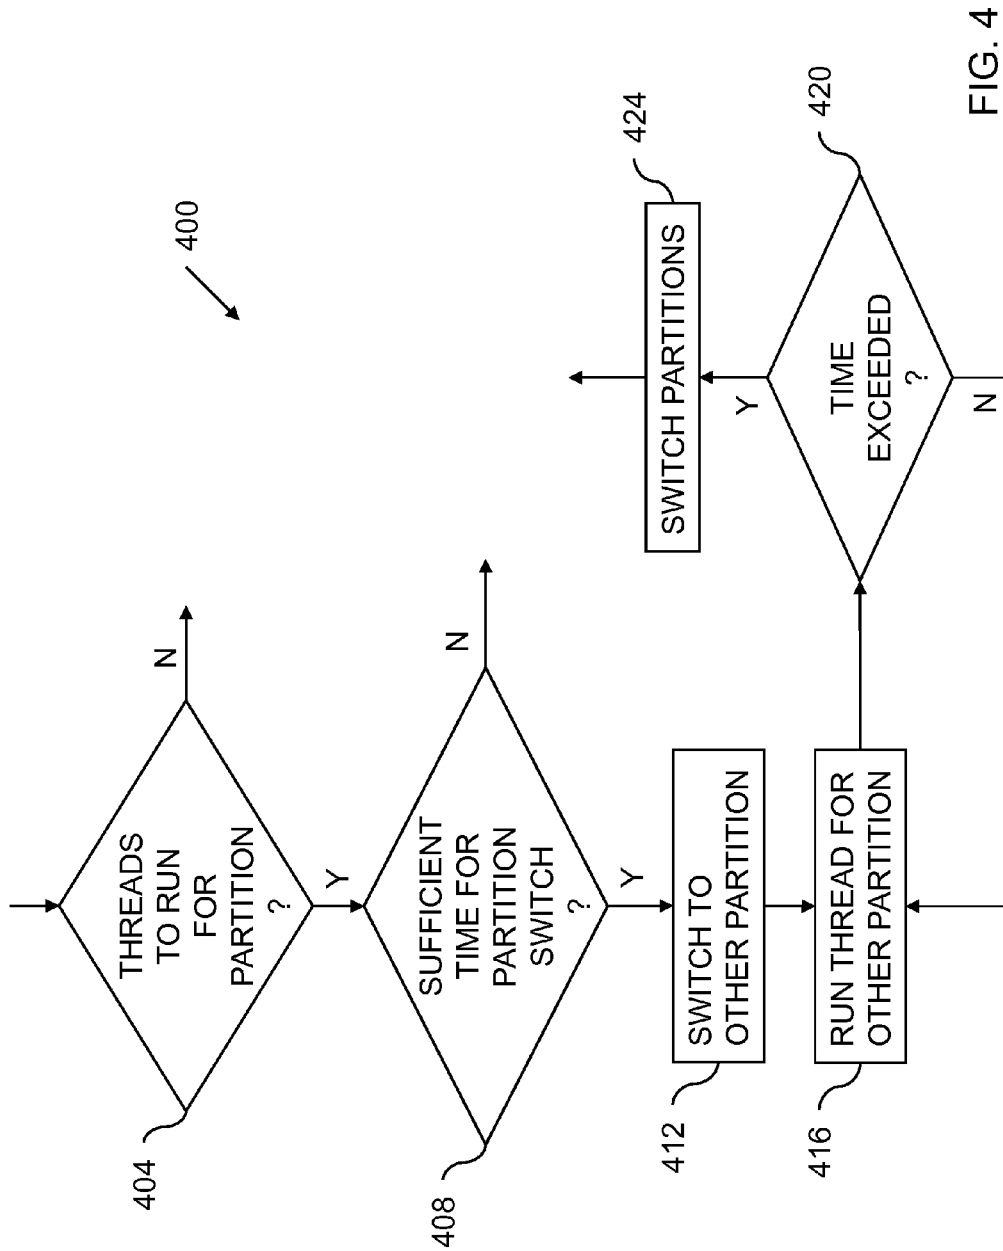 400
404
THREADS
TO RUN
FOR
PARTITION
?
N
Y
408
SUFFICIENT
TIME FOR
PARTITION
SWITCH
?
N
Y
412
SWITCH TO
OTHER PARTITION
416
RUN THREAD FOR
OTHER PARTITION
420
TIME
EXCEEDED
?
Y
N
424
SWITCH PARTITIONS
FIG. 4